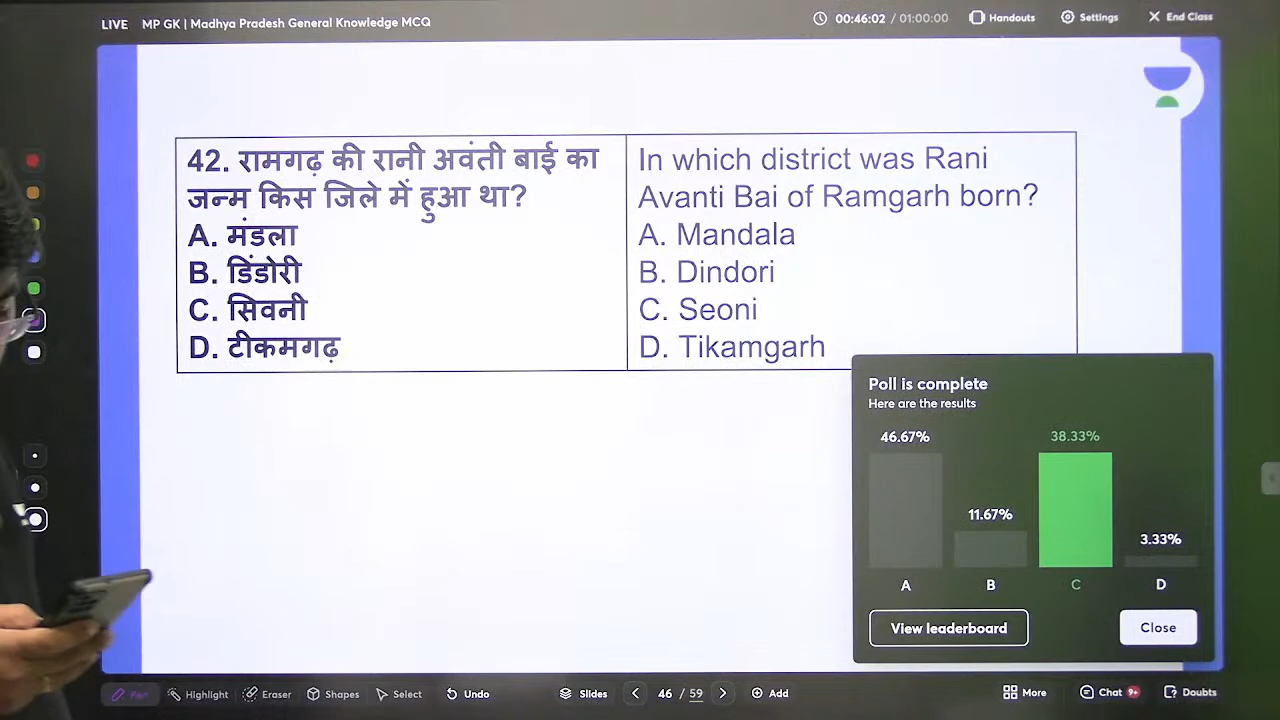 LIVE MP GK | Madhya Pradesh General Knowledge MCQ
00:46:02 / 01:00:00 Handouts Settings End Class
42. रामगढ़ की रानी अवंती बाई का
जन्म किस जिले में हुआ था?
A. मंडला
B. डिंडोरी
C. सिवनी
D. टीकमगढ़
In which district was Rani
Avanti Bai of Ramgarh born?
A. Mandala
B. Dindori
C. Seoni
D. Tikamgarh
Poll is complete
Here are the results
46.67% 38.33%
11.67%
3.33%
A B C D
View leaderboard Close
Pen Highlight Eraser Shapes Select Undo Slides 46 / 59 Add More Chat 9+ Doubts